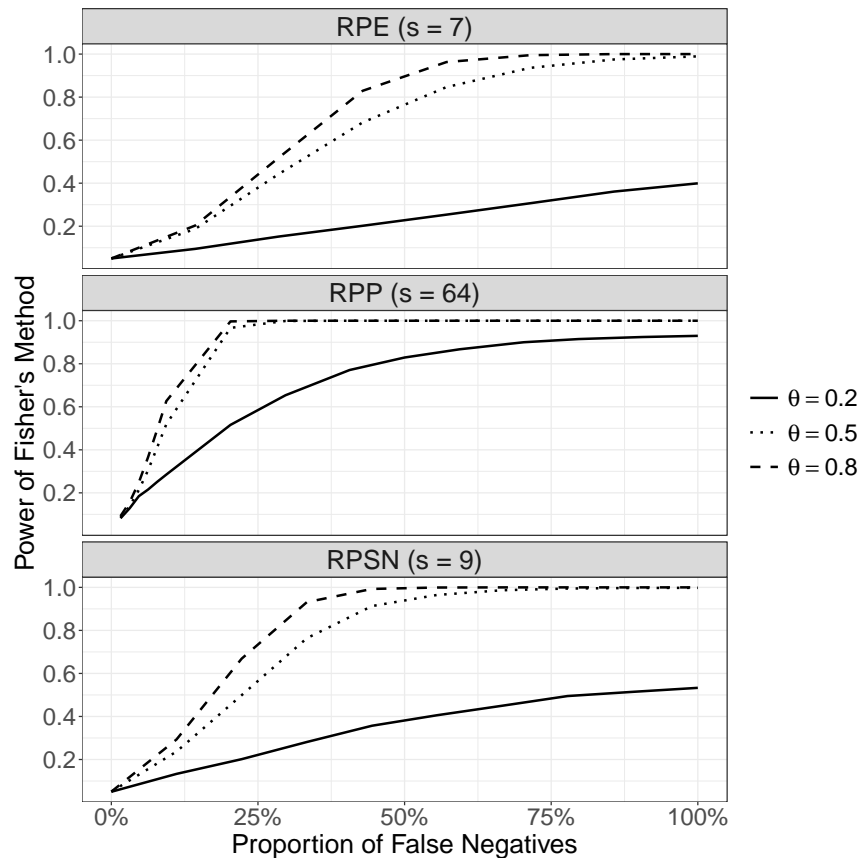 RPE (s = 7)
1.0
0.8
0.6
0.4
0.2
RPP (s = 64)
1.0
0.8
0.6
0.4
0.2
RPSN (s = 9)
1.0
0.8
0.6
0.4
0.2
0%
25%
50%
75%
100%
Proportion of False Negatives
Power of Fisher's Method
θ = 0.2
θ = 0.5
θ = 0.8